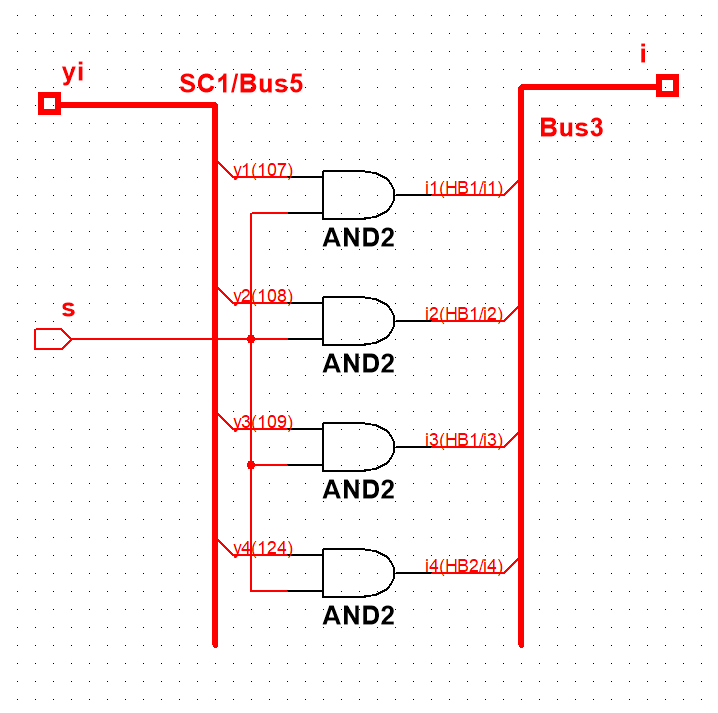 yi
SC1/Bus5
i
Bus3
y1(107)
i1(HB1/i1)
AND2
y2(108)
i2(HB1/i2)
s
AND2
y3(109)
i3(HB1/i3)
AND2
y4(124)
i4(HB2/i4)
AND2